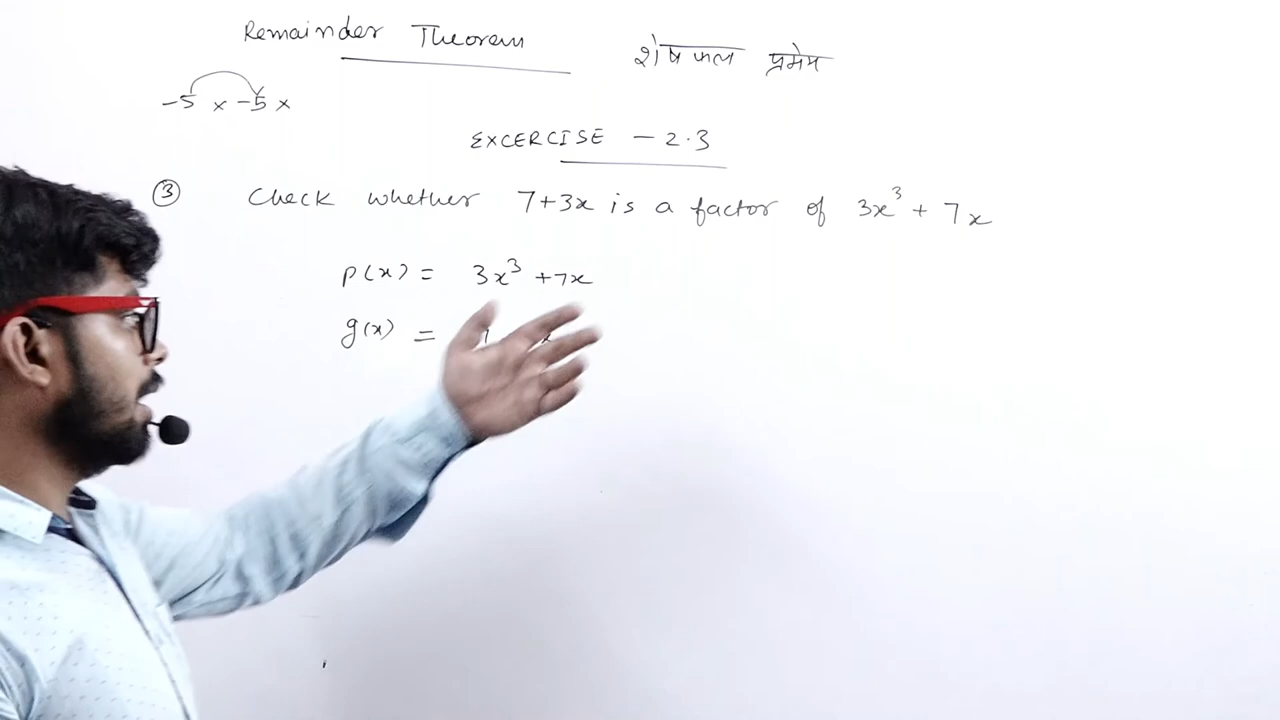 Remainder Theorem शेषफल प्रमेय
-5 x -5 x
EXCERCISE - 2.3
③ Check whether 7+3x is a factor of 3x³ + 7x
p(x) = 3x³ +7x
g(x) =